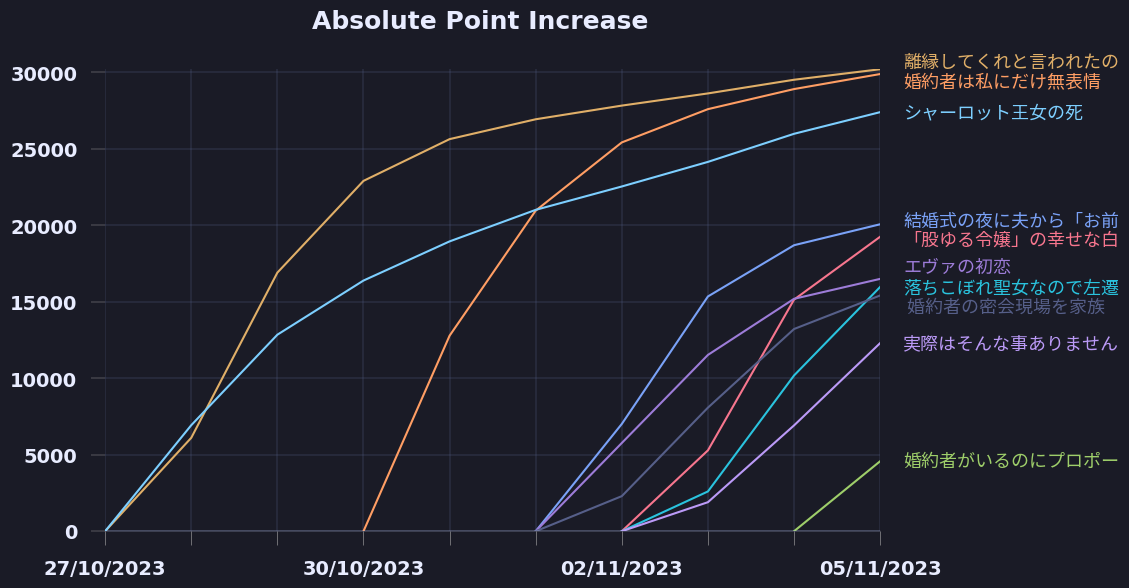 Absolute Point Increase
30000
25000
20000
15000
10000
5000
0
27/10/2023
30/10/2023
02/11/2023
05/11/2023
離縁してくれと言われたの
婚約者は私にだけ無表情
シャーロット王女の死
結婚式の夜に夫から「お前
「股ゆる令嬢」の幸せな白
エヴァの初恋
落ちこぼれ聖女なので左遷
婚約者の密会現場を家族
実際はそんな事ありません
婚約者がいるのにプロポー